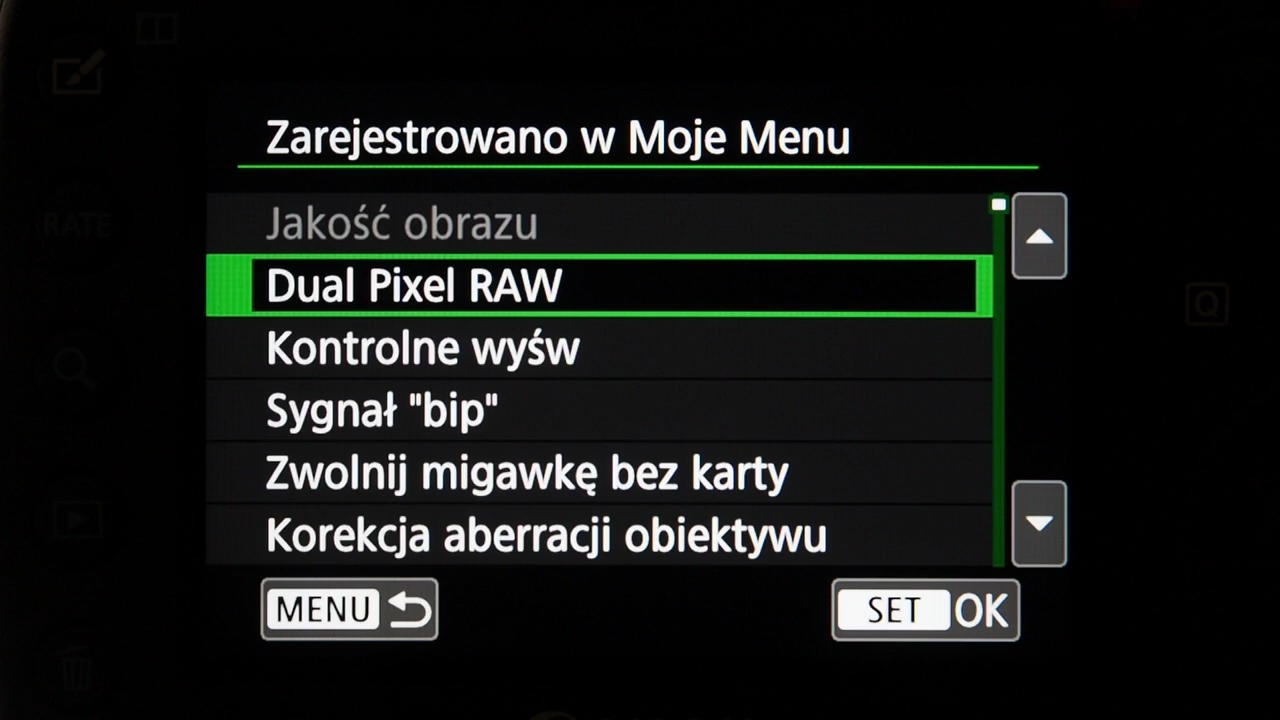 Zarejestrowano w Moje Menu
Jakość obrazu
Dual Pixel RAW
Kontrolne wyśw
Sygnał "bip"
Zwolnij migawkę bez karty
Korekcja aberracji obiektywu
MENU
SET OK
RATE
Q